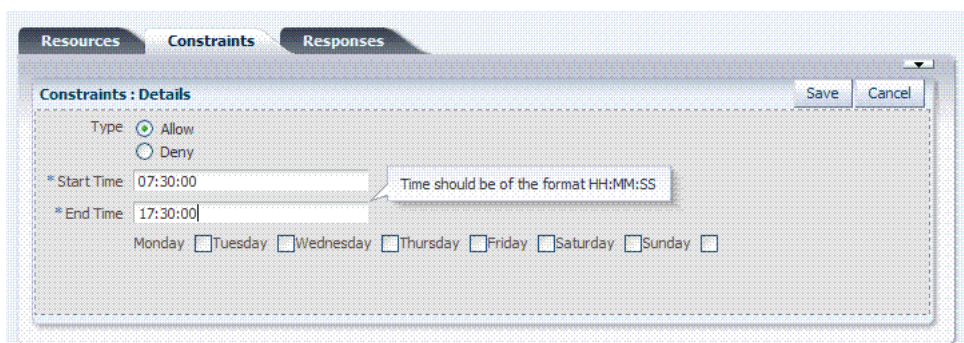 Resources Constraints Responses
Constraints : Details Save Cancel
Type Allow
Deny
* Start Time 07:30:00 Time should be of the format HH:MM:SS
* End Time 17:30:00
Monday Tuesday Wednesday Thursday Friday Saturday Sunday